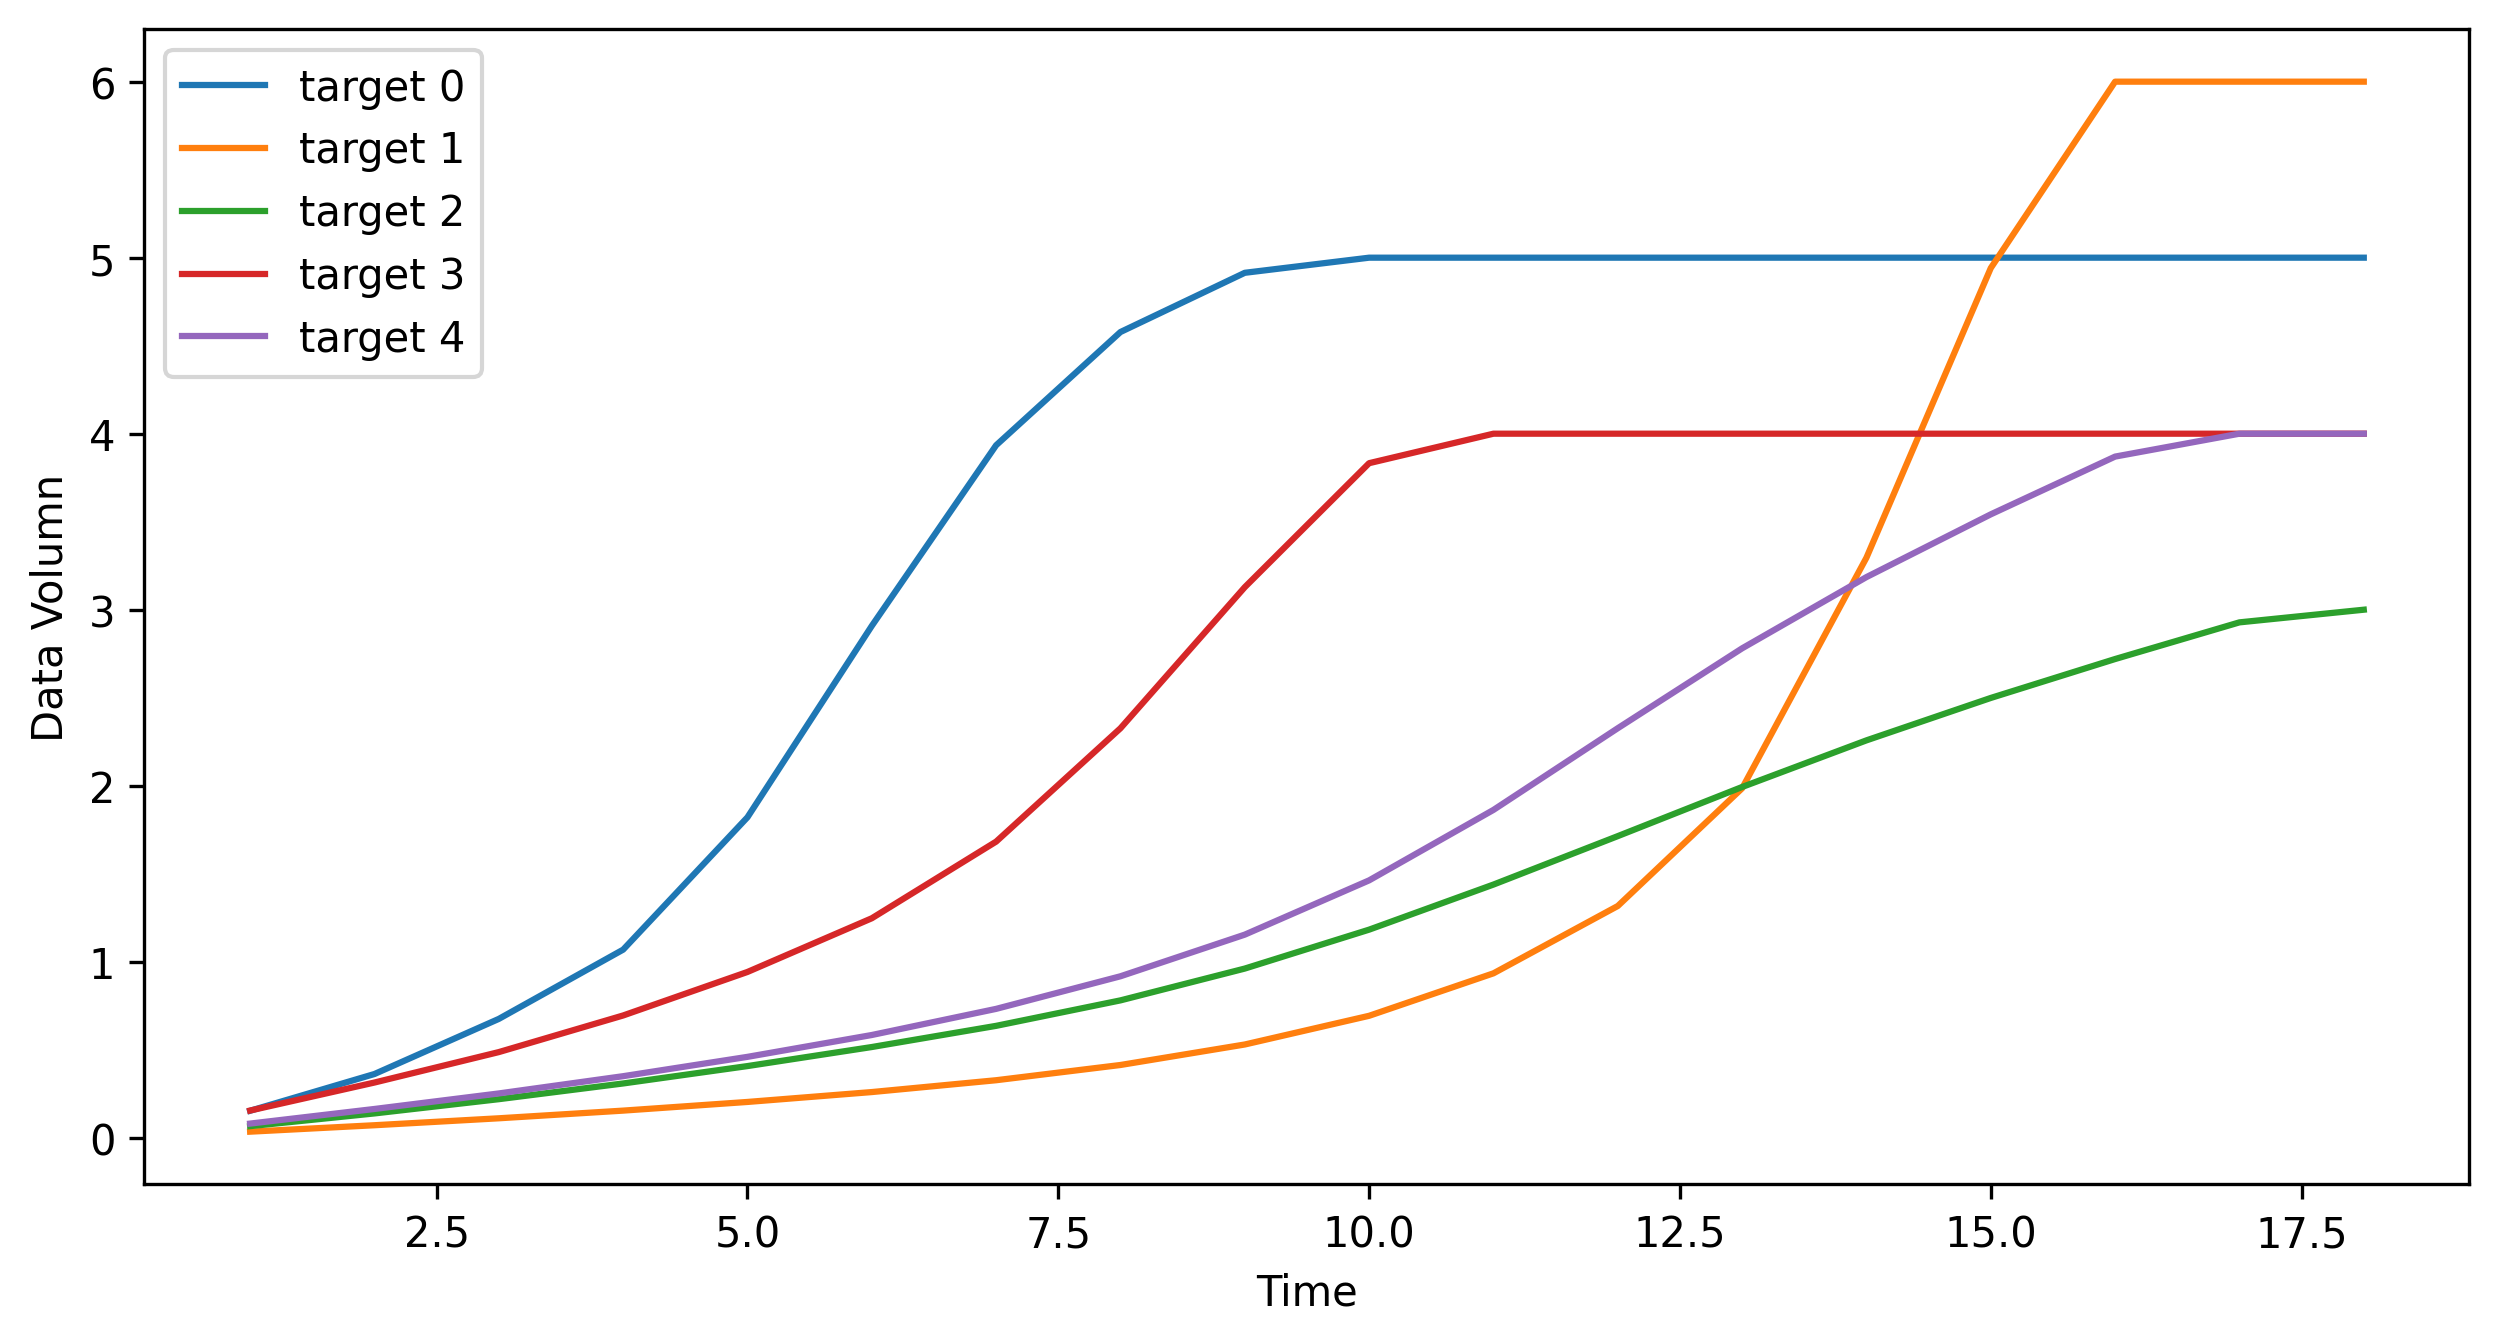 target 0
target 1
target 2
target 3
target 4
6
5
4
3
2
1
0
Data Volumn
2.5 5.0 7.5 10.0 12.5 15.0 17.5
Time